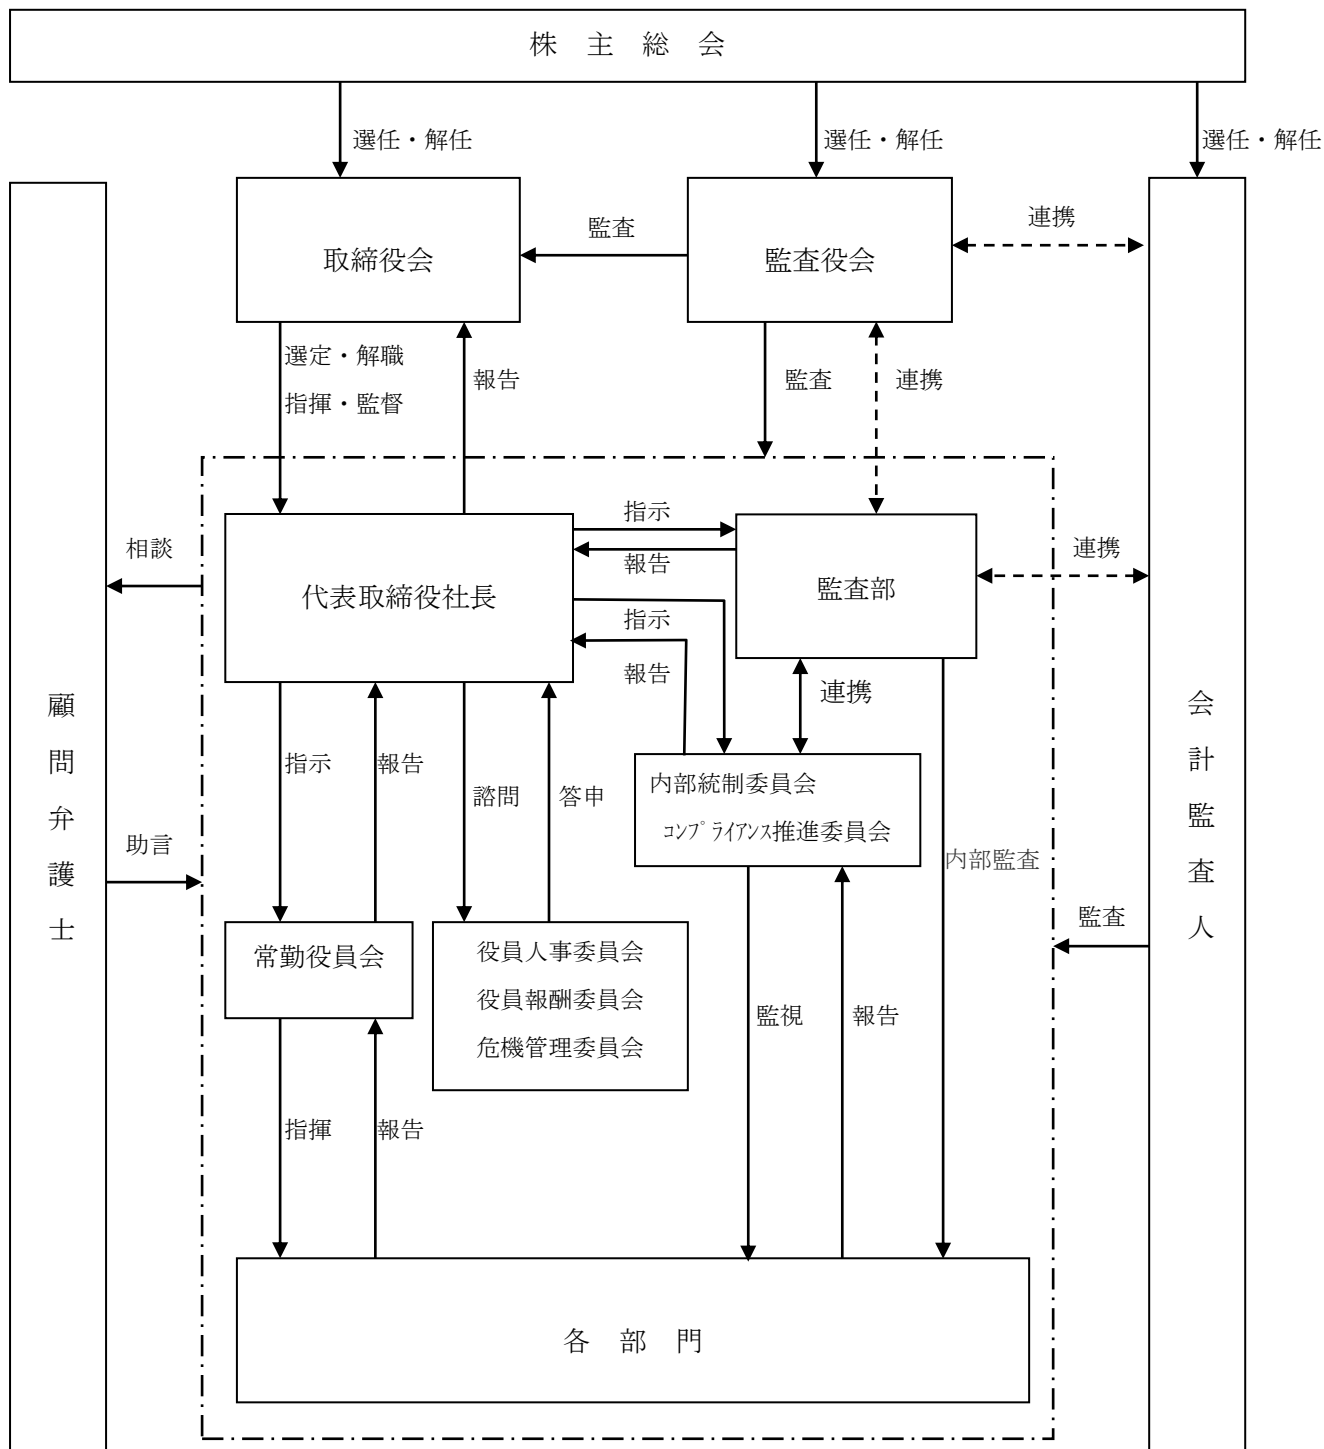 株 主 総 会
選任・解任
選任・解任
選任・解任
取締役会
監査
監査役会
連携
選定・解職
指揮・監督
報告
監査
連携
相談
代表取締役社長
指示
報告
指示
報告
監査部
連携
連携
顧問弁護士
会計監査人
指示
報告
諮問
答申
内部統制委員会
ｺﾝﾌﾟﾗｲｱﾝｽ推進委員会
内部監査
助言
監査
常勤役員会
役員人事委員会
役員報酬委員会
危機管理委員会
監視
報告
指揮
報告
各 部 門